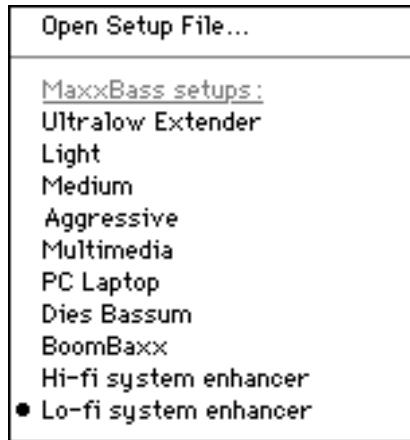 Open Setup File...
MaxxBass setups:
Ultralow Extender
Light
Medium
Aggressive
Multimedia
PC Laptop
Dies Bassum
BoomBaxx
Hi-fi system enhancer
● Lo-fi system enhancer